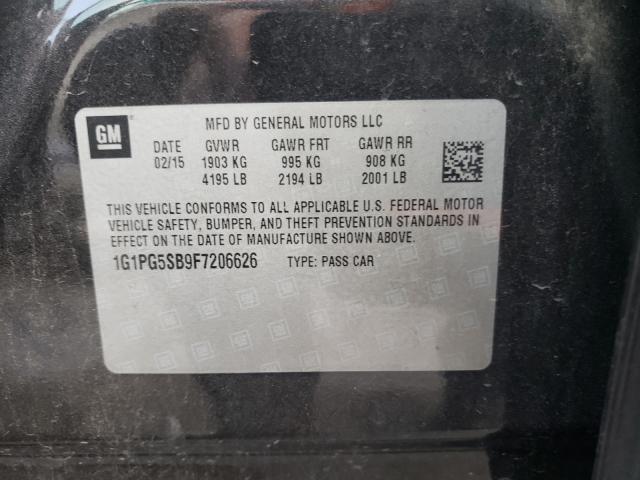 GM
MFD BY GENERAL MOTORS LLC
DATE GVWR GAWR FRT GAWR RR
02/15 1903 KG 995 KG 908 KG
4195 LB 2194 LB 2001 LB
THIS VEHICLE CONFORMS TO ALL APPLICABLE U.S. FEDERAL MOTOR
VEHICLE SAFETY, BUMPER, AND THEFT PREVENTION STANDARDS IN
EFFECT ON THE DATE OF MANUFACTURE SHOWN ABOVE.
1G1PG5SB9F7206626 TYPE: PASS CAR